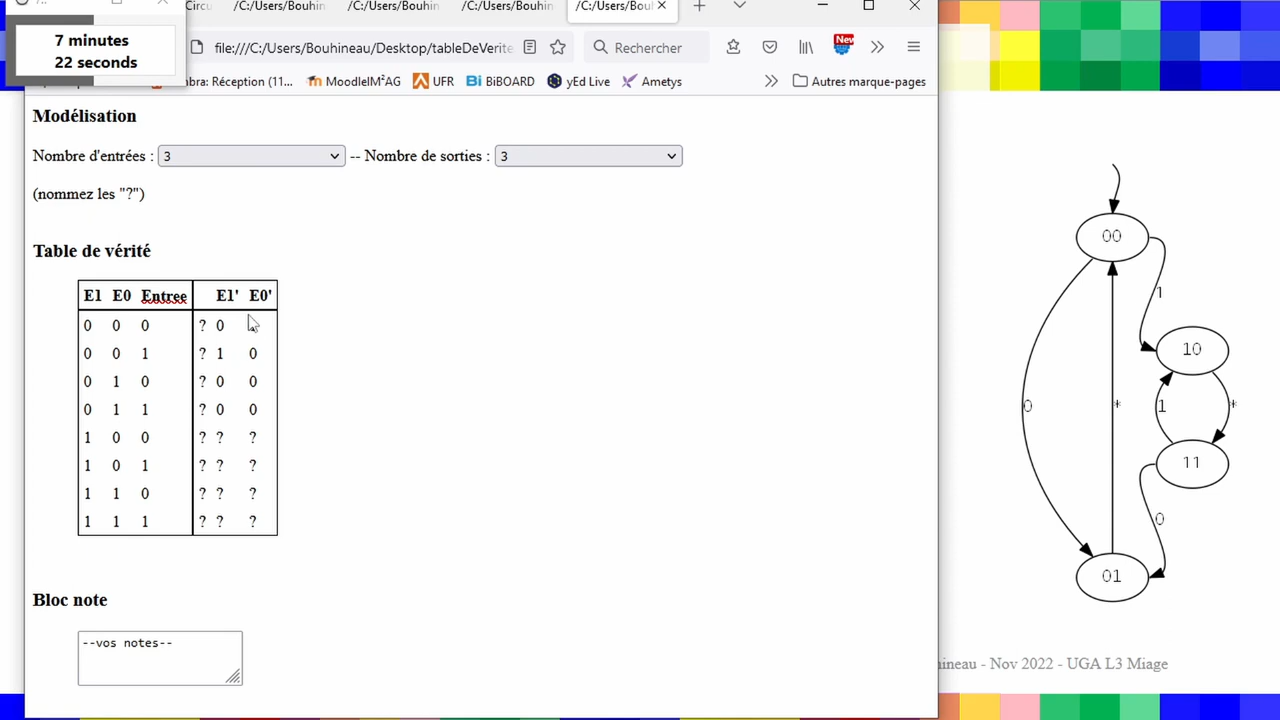 7 minutes
22 seconds
/C:/Users/Bouhin
/C:/Users/Bouhin
/C:/Users/Bouhin
/C:/Users/Bouh
file:///C:/Users/Bouhineau/Desktop/tableDeVerite
Rechercher
New
mbra: Réception (11...
MoodleIM²AG
UFR
BiBOARD
yEd Live
Ametys
Autres marque-pages
Modélisation
Nombre d'entrées : 3 -- Nombre de sorties : 3
(nommez les "?")
Table de vérité
E1 E0 Entree E1' E0'
0 0 0 ? 0
0 0 1 ? 1 0
0 1 0 ? 0 0
0 1 1 ? 0 0
1 0 0 ? ? ?
1 0 1 ? ? ?
1 1 0 ? ? ?
1 1 1 ? ? ?
Bloc note
--vos notes--
00
1
10
0
*
1
*
11
0
01
ineau - Nov 2022 - UGA L3 Miage